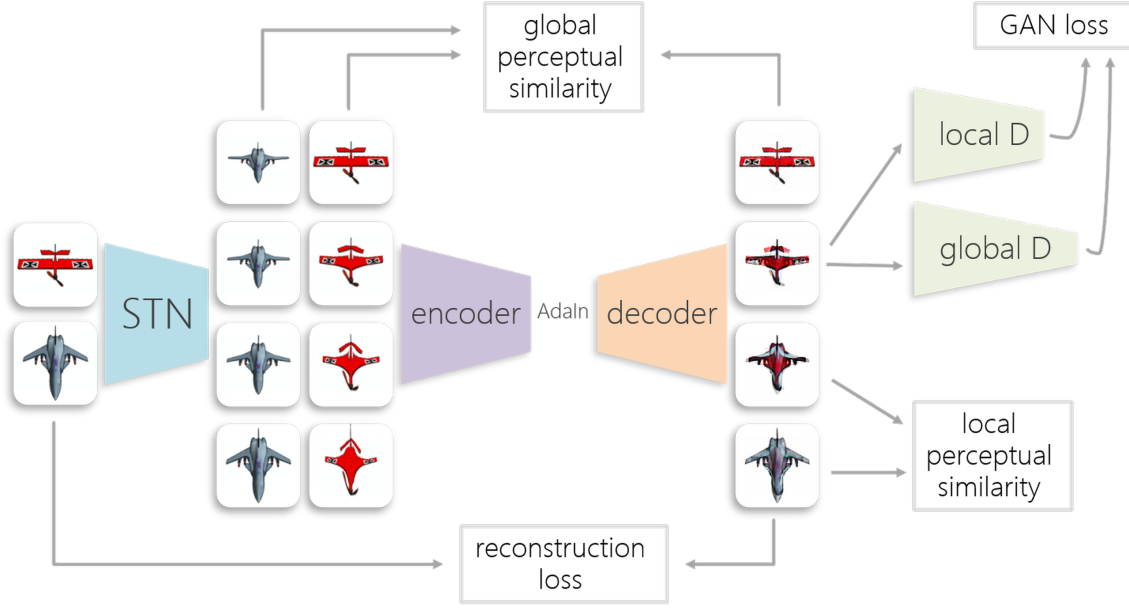 global
perceptual
similarity
GAN loss
local D
global D
STN
encoder
AdaIn
decoder
local
perceptual
similarity
reconstruction
loss